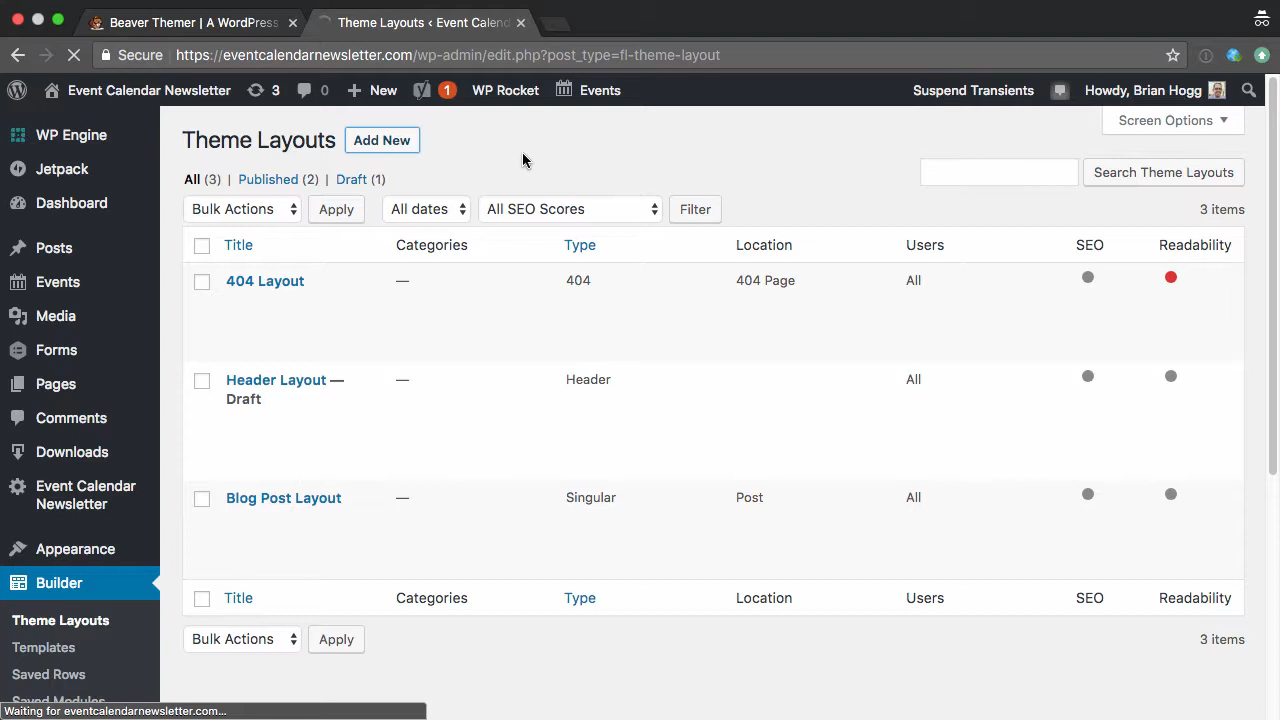 Beaver Themer | A WordPress
Theme Layouts ‹ Event Calend
Secure
https://eventcalendarnewsletter.com/wp-admin/edit.php?post_type=fl-theme-layout
Event Calendar Newsletter
3
0
New
1
WP Rocket
Events
Suspend Transients
Howdy, Brian Hogg
WP Engine
Jetpack
Dashboard
Posts
Events
Media
Forms
Pages
Comments
Downloads
Event Calendar
Newsletter
Appearance
Builder
Theme Layouts
Templates
Saved Rows
Saved Modules
Waiting for eventcalendarnewsletter.com...
Screen Options
Theme Layouts
Add New
All (3) | Published (2) | Draft (1)
Search Theme Layouts
Bulk Actions
Apply
All dates
All SEO Scores
Filter
3 items
Title Categories Type Location Users SEO Readability
404 Layout — 404 404 Page All
Header Layout — — Header All
Draft
Blog Post Layout — Singular Post All
Title Categories Type Location Users SEO Readability
Bulk Actions
Apply
3 items